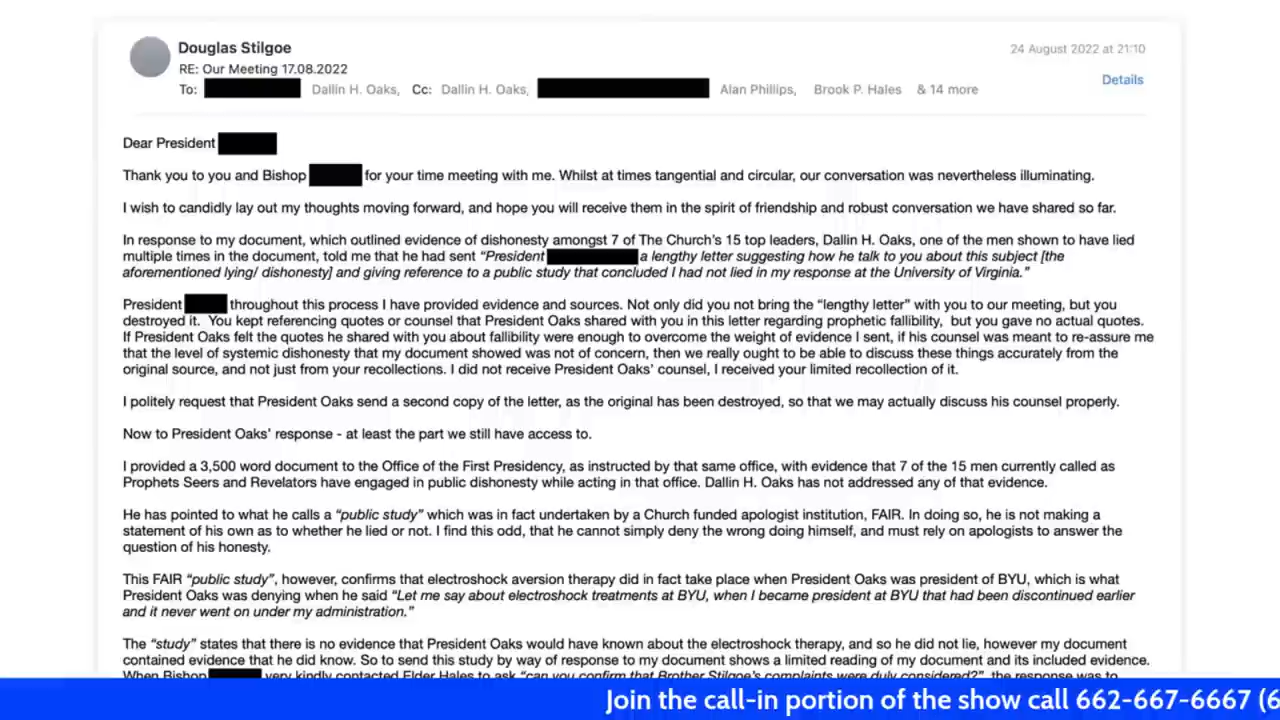 Douglas Stilgoe
24 August 2022 at 21:10
RE: Our Meeting 17.08.2022
Details
To: Dallin H. Oaks, Cc: Dallin H. Oaks, Alan Phillips, Brook P. Hales & 14 more
Dear President
Thank you to you and Bishop for your time meeting with me. Whilst at times tangential and circular, our conversation was nevertheless illuminating.
I wish to candidly lay out my thoughts moving forward, and hope you will receive them in the spirit of friendship and robust conversation we have shared so far.
In response to my document, which outlined evidence of dishonesty amongst 7 of The Church's 15 top leaders, Dallin H. Oaks, one of the men shown to have lied
multiple times in the document, told me that he had sent “President a lengthy letter suggesting how he talk to you about this subject [the
aforementioned lying/ dishonesty] and giving reference to a public study that concluded I had not lied in my response at the University of Virginia.”
President throughout this process I have provided evidence and sources. Not only did you not bring the “lengthy letter” with you to our meeting, but you
destroyed it. You kept referencing quotes or counsel that President Oaks shared with you in this letter regarding prophetic fallibility, but you gave no actual quotes.
If President Oaks felt the quotes he shared with you about fallibility were enough to overcome the weight of evidence I sent, if his counsel was meant to re-assure me
that the level of systemic dishonesty that my document showed was not of concern, then we really ought to be able to discuss these things accurately from the
original source, and not just from your recollections. I did not receive President Oaks' counsel, I received your limited recollection of it.
I politely request that President Oaks send a second copy of the letter, as the original has been destroyed, so that we may actually discuss his counsel properly.
Now to President Oaks' response - at least the part we still have access to.
I provided a 3,500 word document to the Office of the First Presidency, as instructed by that same office, with evidence that 7 of the 15 men currently called as
Prophets Seers and Revelators have engaged in public dishonesty while acting in that office. Dallin H. Oaks has not addressed any of that evidence.
He has pointed to what he calls a “public study” which was in fact undertaken by a Church funded apologist institution, FAIR. In doing so, he is not making a
statement of his own as to whether he lied or not. I find this odd, that he cannot simply deny the wrong doing himself, and must rely on apologists to answer the
question of his honesty.
This FAIR “public study”, however, confirms that electroshock aversion therapy did in fact take place when President Oaks was president of BYU, which is what
President Oaks was denying when he said “Let me say about electroshock treatments at BYU, when I became president at BYU that had been discontinued earlier
and it never went on under my administration.”
The “study” states that there is no evidence that President Oaks would have known about the electroshock therapy, and so he did not lie, however my document
contained evidence that he did know. So to send this study by way of response to my document shows a limited reading of my document and its included evidence.
When Bishop very kindly contacted Elder Hales to ask “can you confirm that Brother Stilgoe's complaints were duly considered?”, the response was to
Join the call-in portion of the show call 662-667-6667 (6